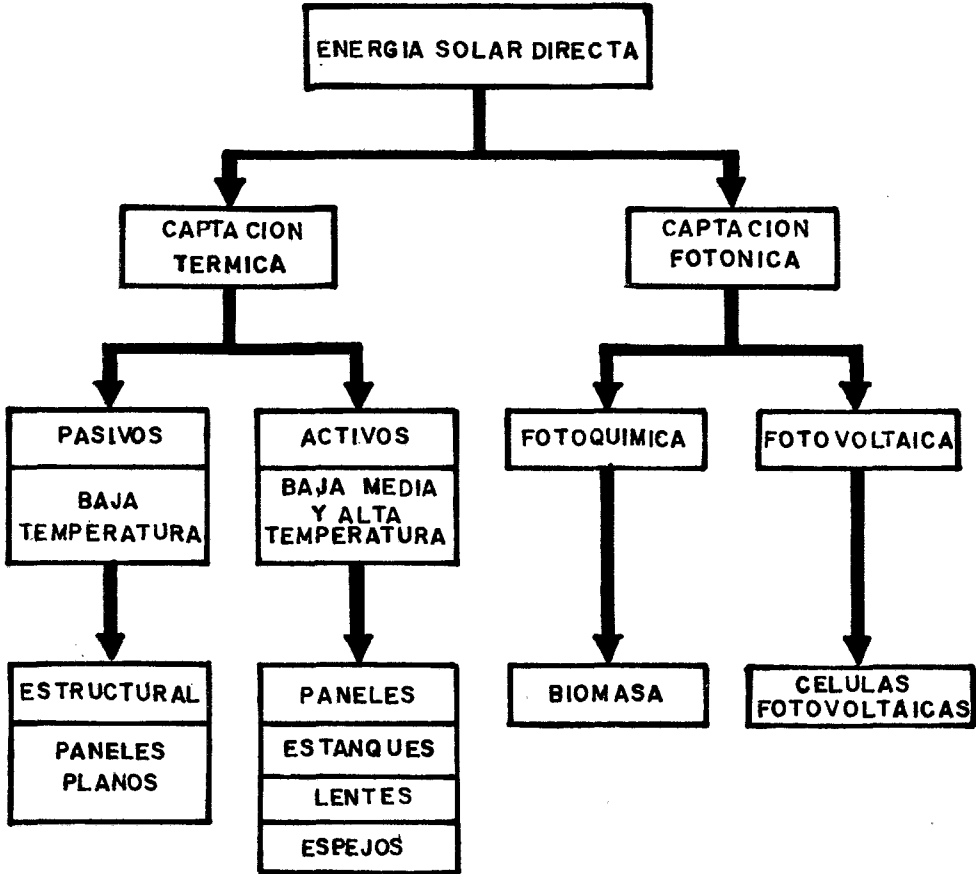 ENERGIA SOLAR DIRECTA
CAPTACION
TERMICA
CAPTACION
FOTONICA
PASIVOS
BAJA
TEMPERATURA
ACTIVOS
BAJA MEDIA
Y ALTA
TEMPERATURA
FOTOQUIMICA
FOTOVOLTAICA
ESTRUCTURAL
PANELES
PLANOS
PANELES
ESTANQUES
LENTES
ESPEJOS
BIOMASA
CELULAS
FOTOVOLTAICAS